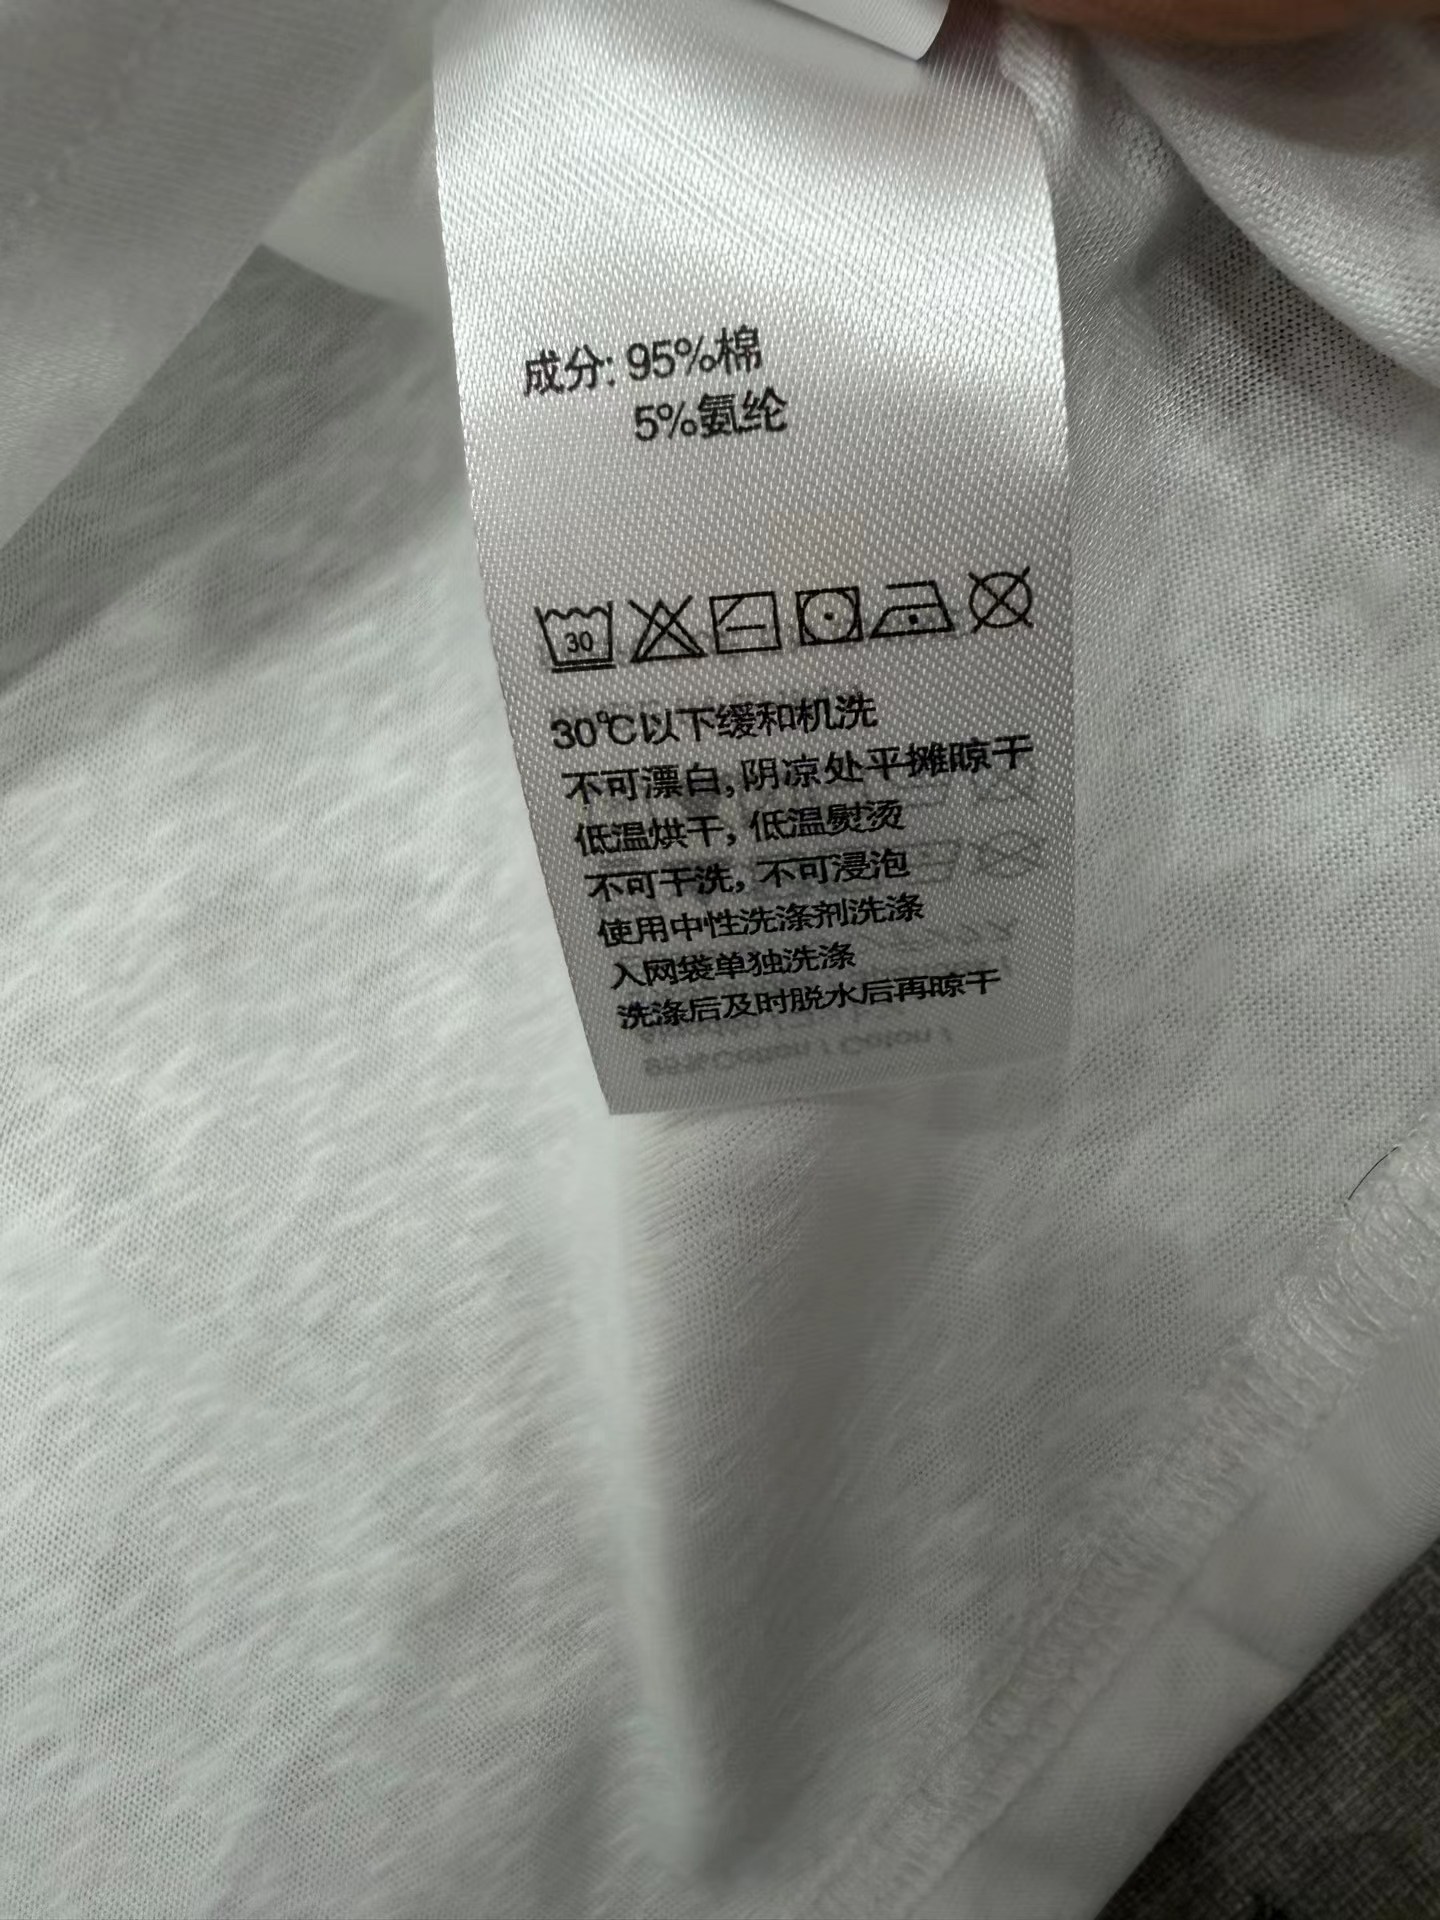 成分: 95%棉
5%氨纶
30
30℃以下缓和机洗
不可漂白, 阴凉处平摊晾干
低温烘干, 低温熨烫
不可干洗, 不可浸泡
使用中性洗涤剂洗涤
入网袋单独洗涤
洗涤后及时脱水后再晾干
95%Cotton / Coton /